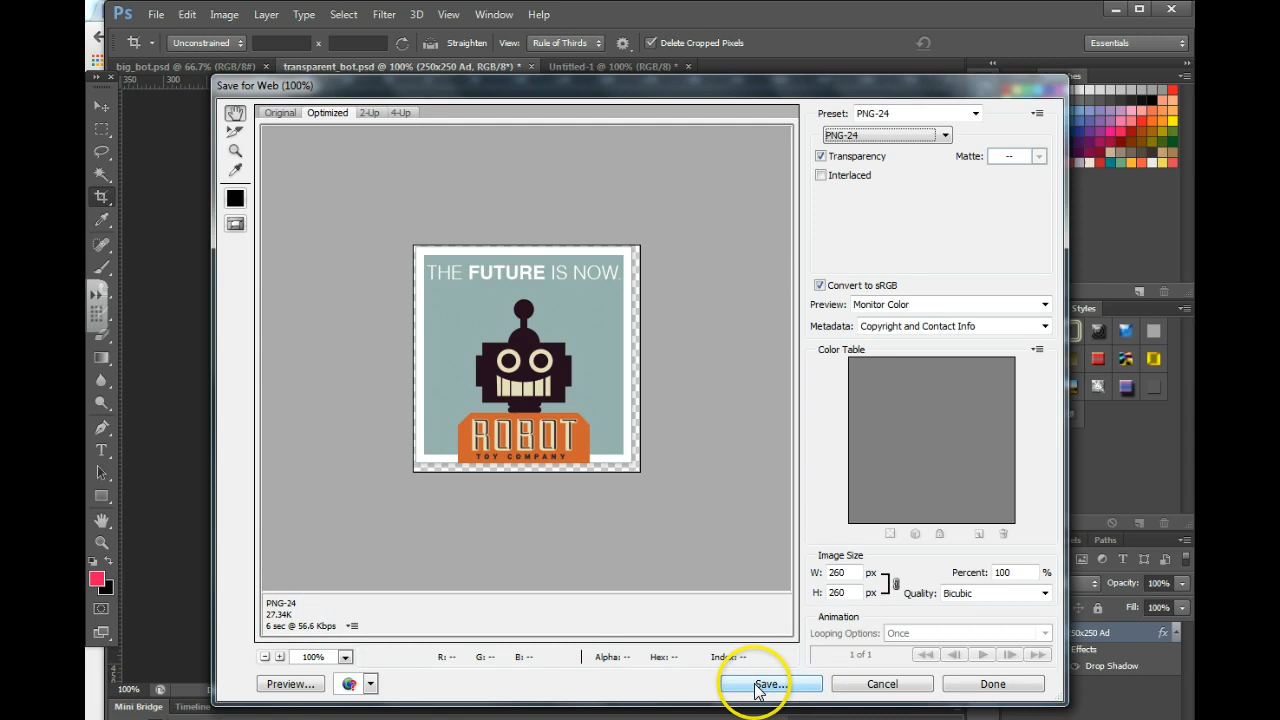 Ps File Edit Image Layer Type Select Filter 3D View Window Help
Unconstrained x Straighten View: Rule of Thirds Delete Cropped Pixels Essentials
big_bot.psd @ 66.7% (RGB/8#) × transparent_bot.psd @ 100% (250x250 Ad, RGB/8*) * × Untitled-1 @ 100% (RGB/8) * ×
350 300
Save for Web (100%)
Original Optimized 2-Up 4-Up
Preset: PNG-24
PNG-24
Transparency Matte: --
Interlaced
THE FUTURE IS NOW.
ROBOT
TOY COMPANY
Convert to sRGB
Preview: Monitor Color
Metadata: Copyright and Contact Info
Color Table
Styles
Paths
Image Size
W: 260 px Percent: 100 %
H: 260 px Quality: Bicubic
Opacity: 100%
Fill: 100%
Animation
Looping Options: Once
1 of 1
50x250 Ad fx
Effects
Drop Shadow
PNG-24
27.34K
6 sec @ 56.6 Kbps
100% R: -- G: -- B: -- Alpha: -- Hex: -- Index: --
Preview... Save... Cancel Done
100%
Mini Bridge Timeline